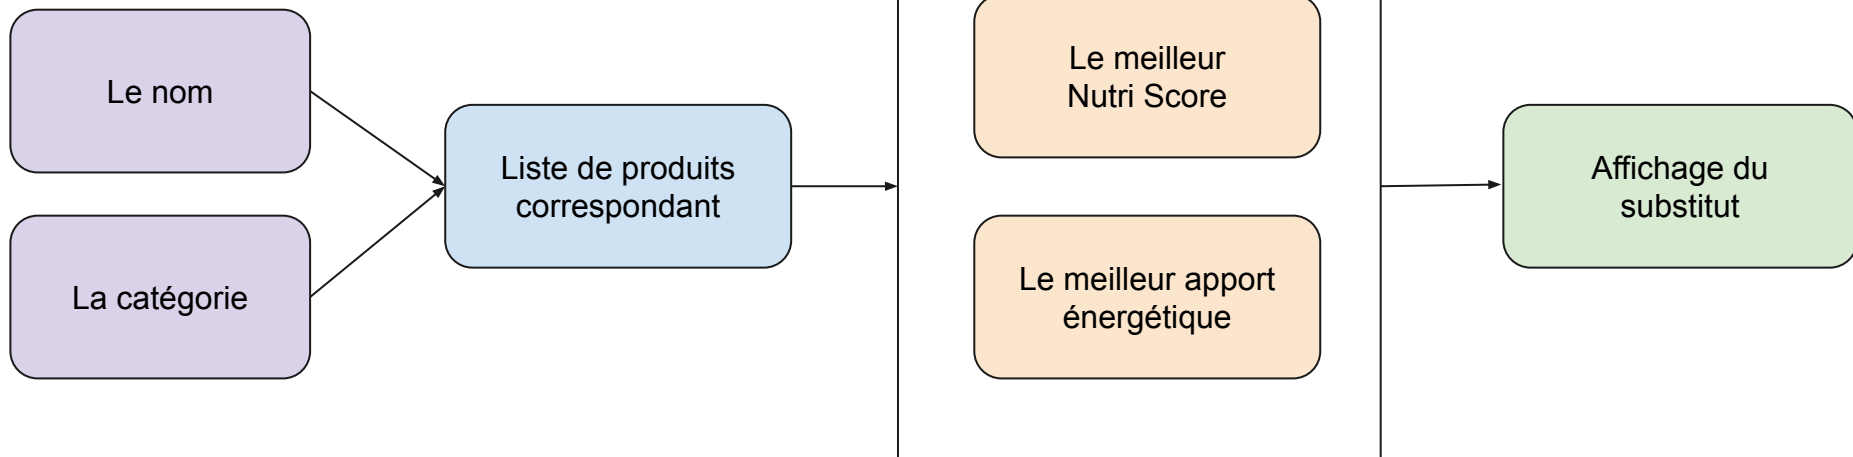 Le nom
La catégorie
Liste de produits
correspondant
Le meilleur
Nutri Score
Le meilleur apport
énergétique
Affichage du
substitut